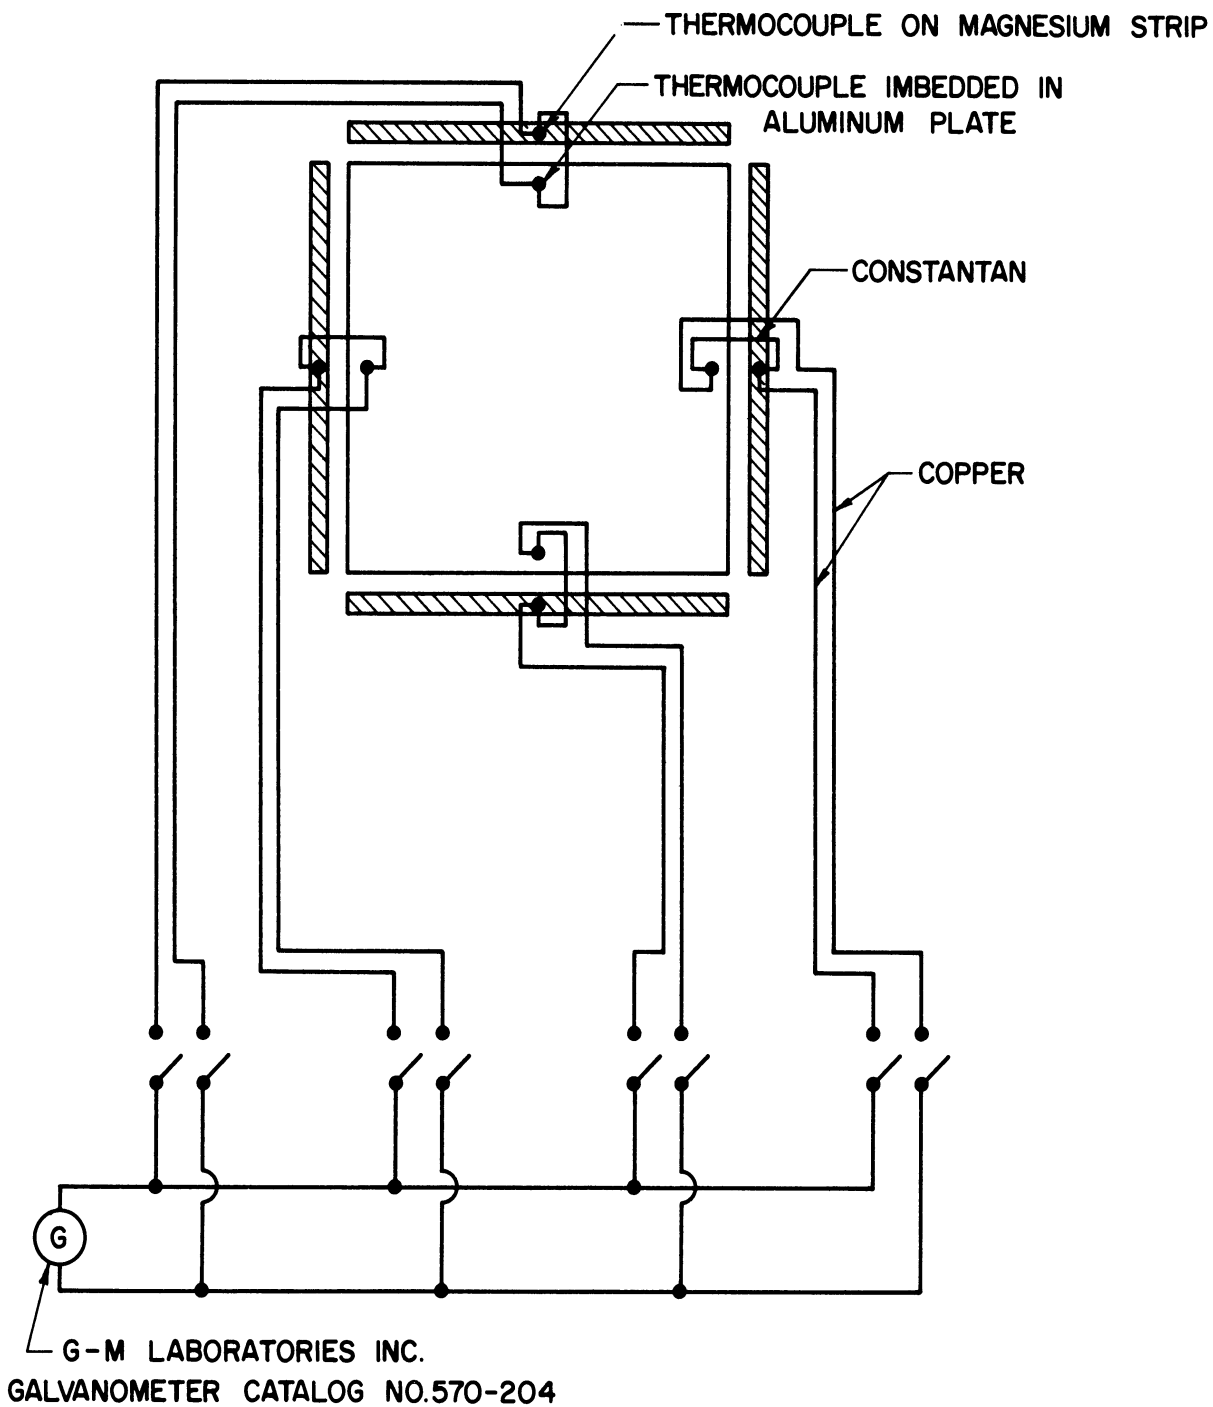 THERMOCOUPLE ON MAGNESIUM STRIP
THERMOCOUPLE IMBEDDED IN
ALUMINUM PLATE
CONSTANTAN
COPPER
G
G-M LABORATORIES INC.
GALVANOMETER CATALOG NO.570-204